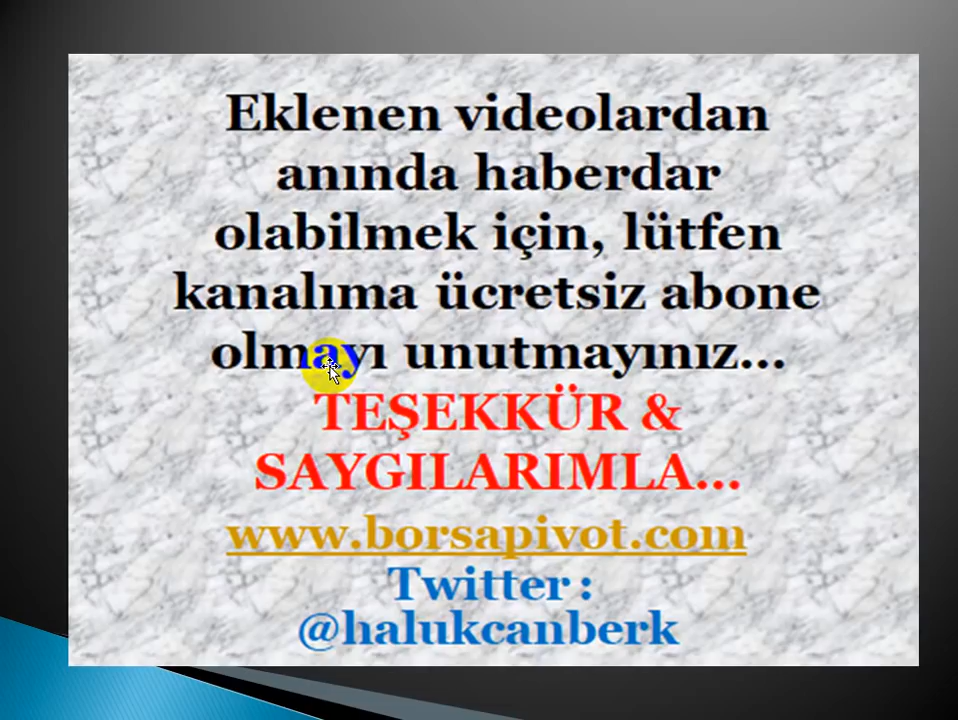 Eklenen videolardan
anında haberdar
olabilmek için, lütfen
kanalıma ücretsiz abone
olmayı unutmayınız...
TEŞEKKÜR &
SAYGILARIMLA...
www.borsapivot.com
Twitter :
@halukcanberk